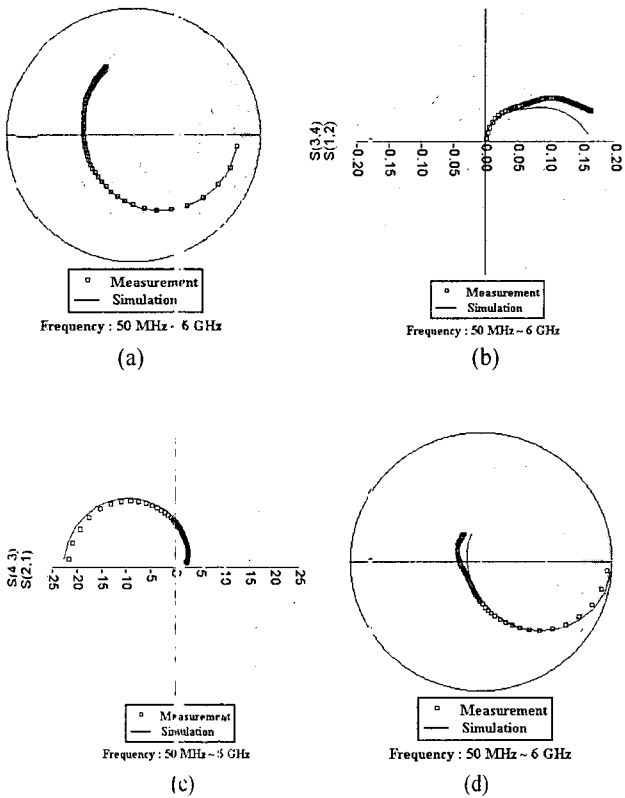 S(3,4)
S(1,2)
-0.20
-0.15
-0.10
-0.05
0.00
0.05
0.10
0.15
0.20
Measurement
Simulation
Frequency : 50 MHz - 6 GHz
(a)
Measurement
Simulation
Frequency : 50 MHz ~ 6 GHz
(b)
S(4,3)
S(2,1)
-25
-20
-15
-10
-5
5
10
15
20
25
Measurement
Simulation
Frequency : 50 MHz ~ 6 GHz
(c)
Measurement
Simulation
Frequency : 50 MHz ~ 6 GHz
(d)